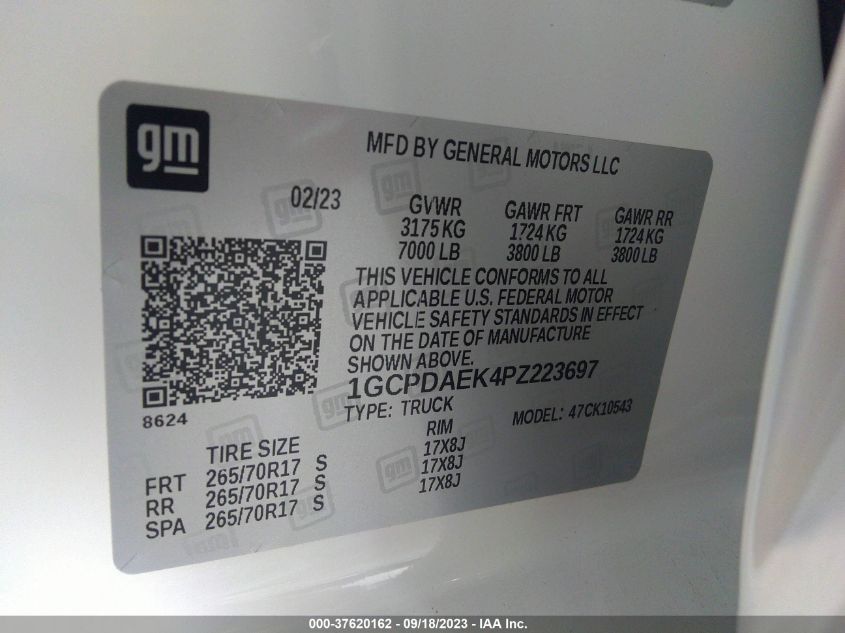 gm
MFD BY GENERAL MOTORS LLC
02/23
GVWR GAWR FRT GAWR RR
3175 KG 1724 KG 1724 KG
7000 LB 3800 LB 3800 LB
THIS VEHICLE CONFORMS TO ALL
APPLICABLE U.S. FEDERAL MOTOR
VEHICLE SAFETY STANDARDS IN EFFECT
ON THE DATE OF MANUFACTURE
SHOWN ABOVE.
1GCPDAEK4PZ223697
TYPE: TRUCK MODEL: 47CK10543
8624
TIRE SIZE RIM
FRT 265/70R17 S 17X8J
RR 265/70R17 S 17X8J
SPA 265/70R17 S 17X8J
000-37620162 - 09/18/2023 - IAA Inc.